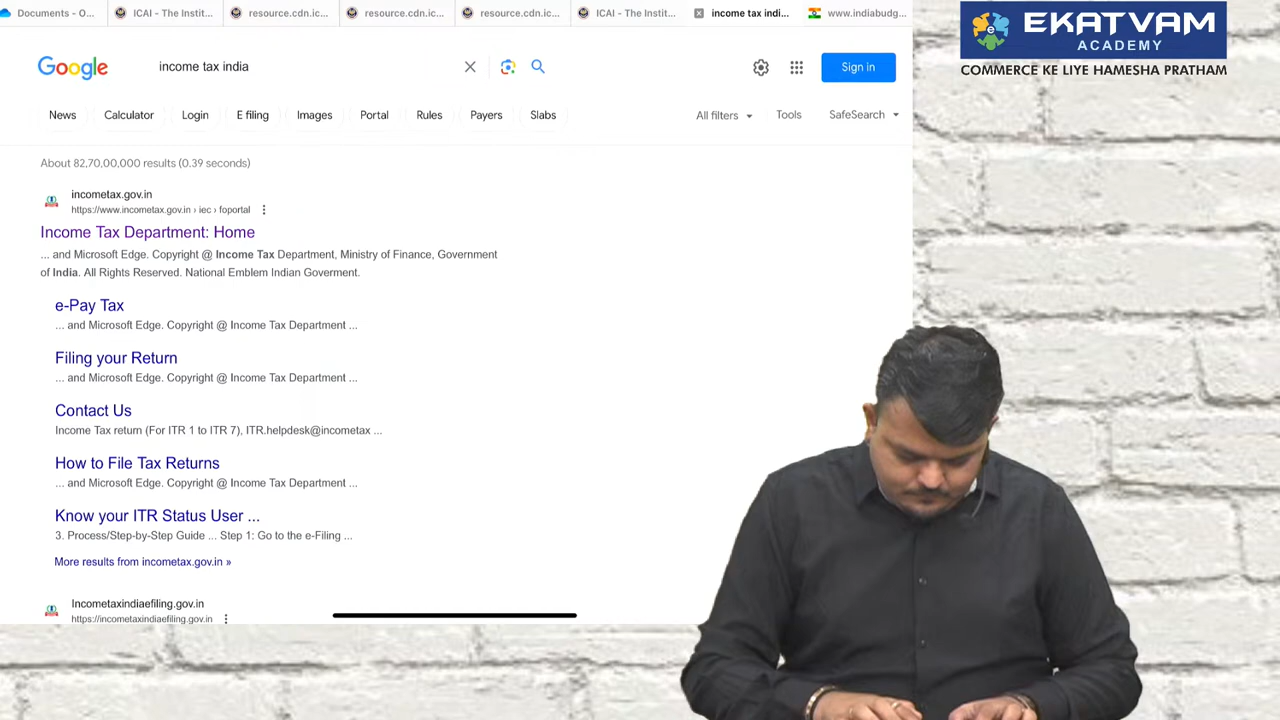 Documents - O...
ICAI - The Instit...
resource.cdn.ic...
resource.cdn.ic...
resource.cdn.ic...
ICAI - The Instit...
income tax indi...
www.indiabudg...
EKATVAM
ACADEMY
COMMERCE KE LIYE HAMESHA PRATHAM
Google
income tax india
Sign in
News
Calculator
Login
E filing
Images
Portal
Rules
Payers
Slabs
All filters
Tools
SafeSearch
About 82,70,00,000 results (0.39 seconds)
incometax.gov.in
https://www.incometax.gov.in › iec › foportal
Income Tax Department: Home
... and Microsoft Edge. Copyright @ Income Tax Department, Ministry of Finance, Government
of India. All Rights Reserved. National Emblem Indian Goverment.
e-Pay Tax
... and Microsoft Edge. Copyright @ Income Tax Department ...
Filing your Return
... and Microsoft Edge. Copyright @ Income Tax Department ...
Contact Us
Income Tax return (For ITR 1 to ITR 7), ITR.helpdesk@incometax ...
How to File Tax Returns
... and Microsoft Edge. Copyright @ Income Tax Department ...
Know your ITR Status User ...
3. Process/Step-by-Step Guide ... Step 1: Go to the e-Filing ...
More results from incometax.gov.in »
Incometaxindiaefiling.gov.in
https://incometaxindiaefiling.gov.in